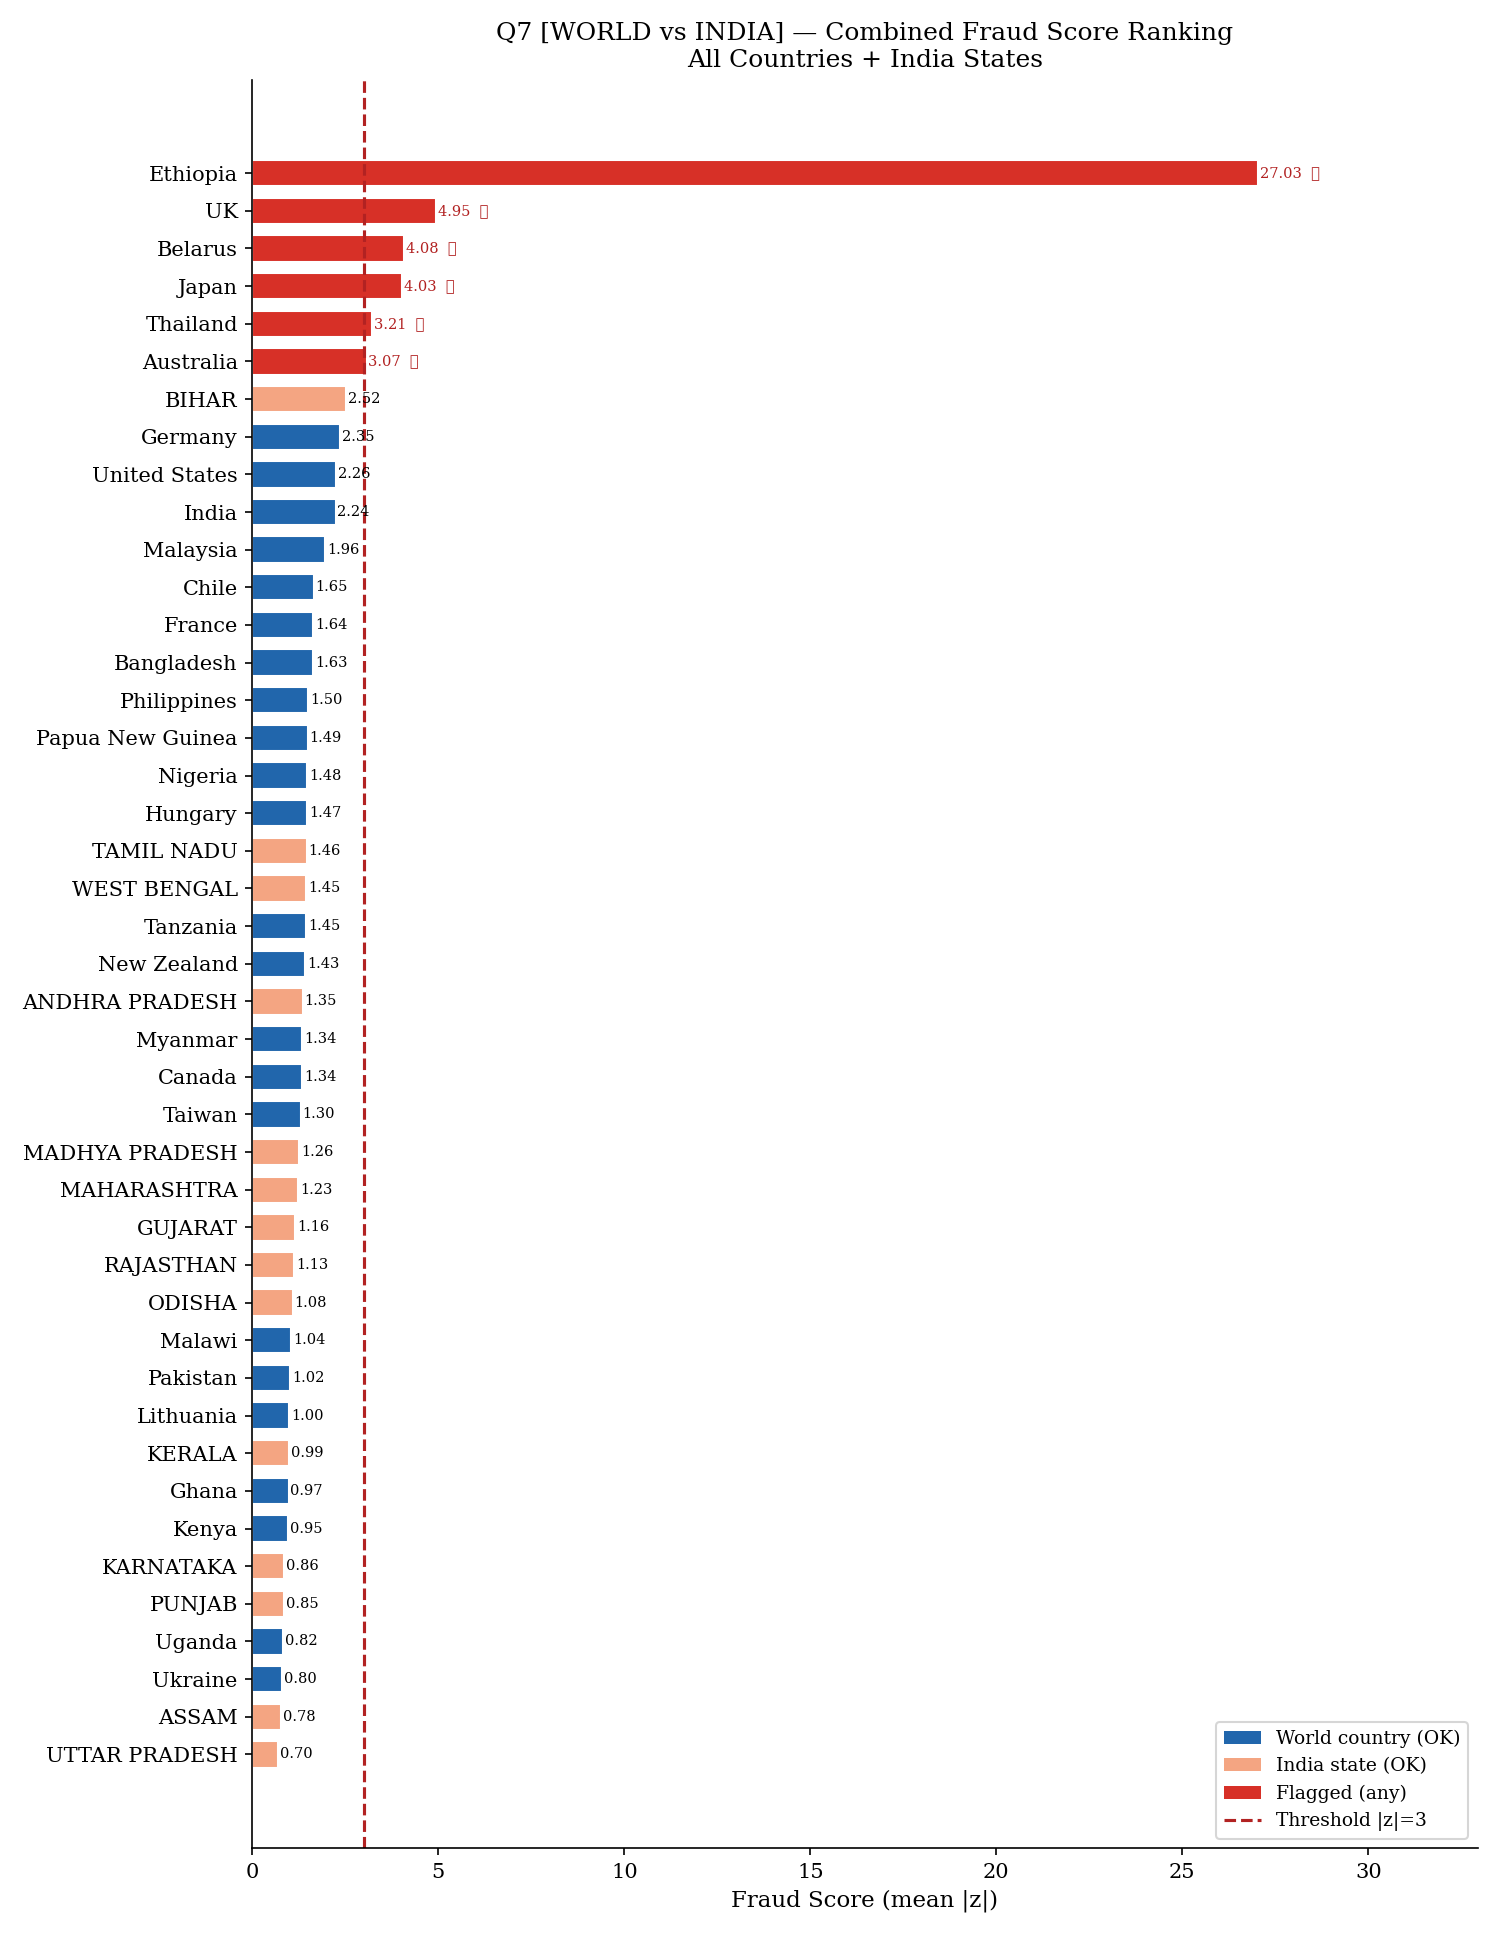 Q7 [WORLD vs INDIA] — Combined Fraud Score Ranking
All Countries + India States
Ethiopia 27.03
UK 4.95
Belarus 4.08
Japan 4.03
Thailand 3.21
Australia 3.07
BIHAR 2.52
Germany 2.35
United States 2.26
India 2.24
Malaysia 1.96
Chile 1.65
France 1.64
Bangladesh 1.63
Philippines 1.50
Papua New Guinea 1.49
Nigeria 1.48
Hungary 1.47
TAMIL NADU 1.46
WEST BENGAL 1.45
Tanzania 1.45
New Zealand 1.43
ANDHRA PRADESH 1.35
Myanmar 1.34
Canada 1.34
Taiwan 1.30
MADHYA PRADESH 1.26
MAHARASHTRA 1.23
GUJARAT 1.16
RAJASTHAN 1.13
ODISHA 1.08
Malawi 1.04
Pakistan 1.02
Lithuania 1.00
KERALA 0.99
Ghana 0.97
Kenya 0.95
KARNATAKA 0.86
PUNJAB 0.85
Uganda 0.82
Ukraine 0.80
ASSAM 0.78
UTTAR PRADESH 0.70
World country (OK)
India state (OK)
Flagged (any)
Threshold |z|=3
0 5 10 15 20 25 30
Fraud Score (mean |z|)